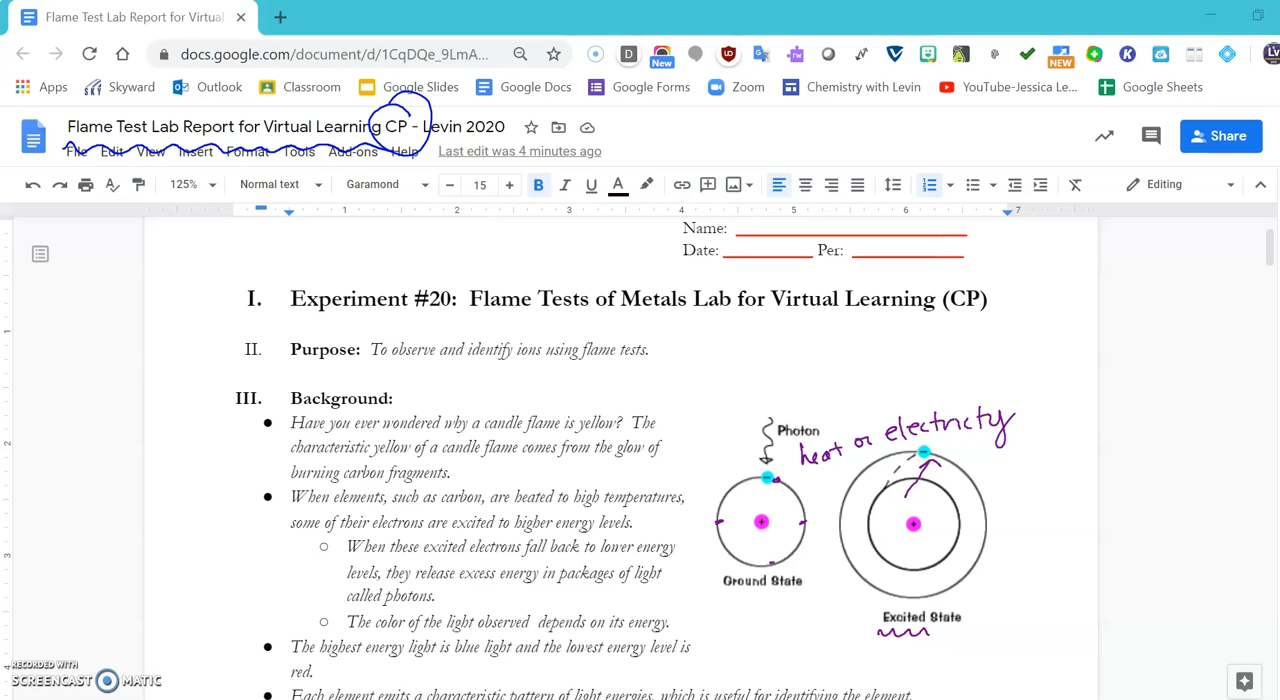 Flame Test Lab Report for Virtual
docs.google.com/document/d/1CqDQe_9LmA...
New
NEW
Apps Skyward Outlook Classroom Google Slides Google Docs Google Forms Zoom Chemistry with Levin YouTube-Jessica Le... Google Sheets
Flame Test Lab Report for Virtual Learning CP - Levin 2020
File Edit View Insert Format Tools Add-ons Help Last edit was 4 minutes ago
Share
125% Normal text Garamond 15 B I U A Editing
1 2 3 4 5 6 7
Name:
Date: Per:
I. Experiment #20: Flame Tests of Metals Lab for Virtual Learning (CP)
II. Purpose: To observe and identify ions using flame tests.
III. Background:
● Have you ever wondered why a candle flame is yellow? The
characteristic yellow of a candle flame comes from the glow of
burning carbon fragments.
● When elements, such as carbon, are heated to high temperatures,
some of their electrons are excited to higher energy levels.
○ When these excited electrons fall back to lower energy
levels, they release excess energy in packages of light
called photons.
○ The color of the light observed depends on its energy.
● The highest energy light is blue light and the lowest energy level is
red.
● Each element emits a characteristic pattern of light energies, which is useful for identifying the element.
Photon
heat or electricity
Ground State
Excited State
RECORDED WITH
SCREENCAST MATIC